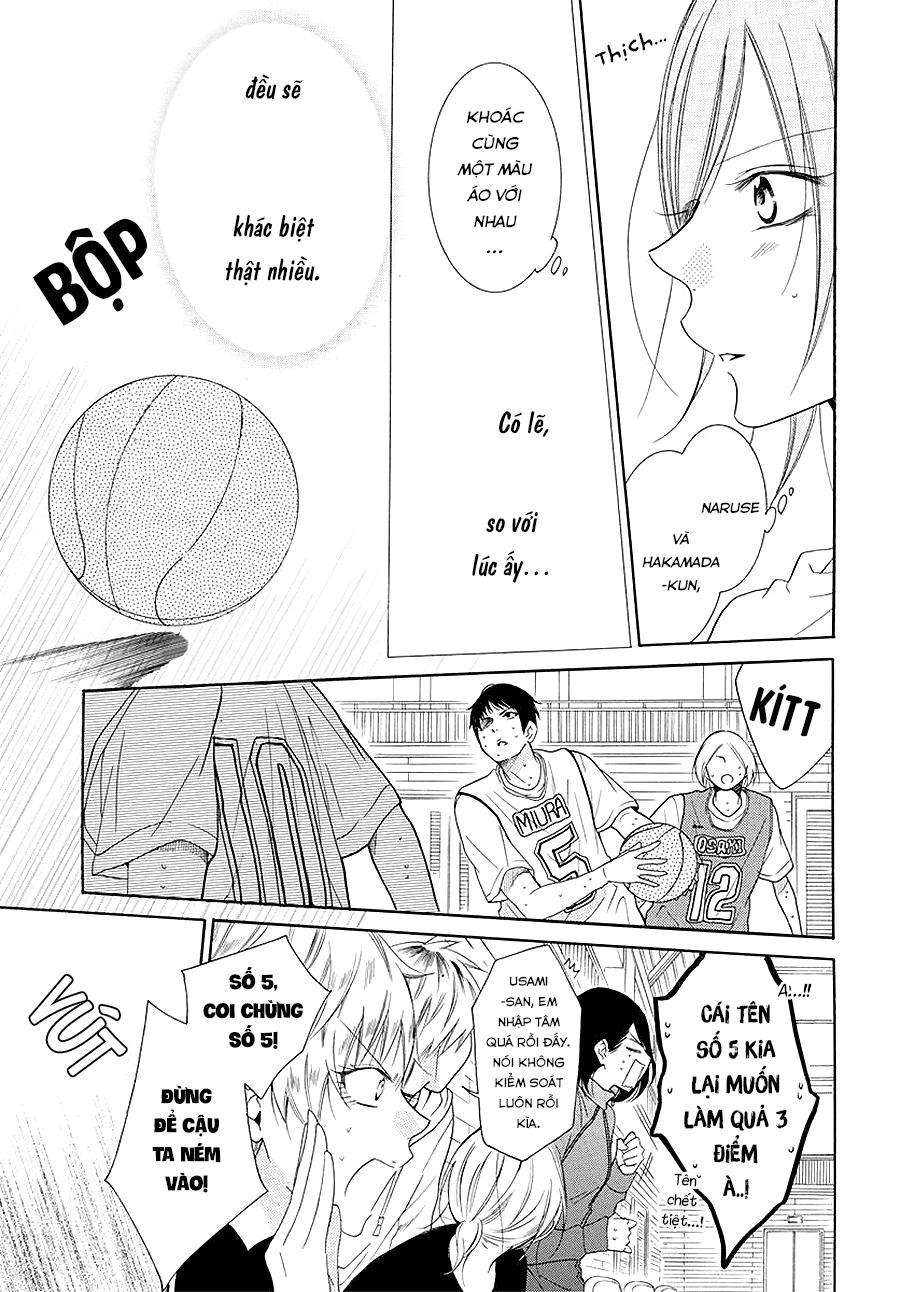 Thịch...
NARUSE
VÀ
HAKAMADA
-KUN,
KHOÁC
CÙNG
MỘT MÀU
ÁO VỚI
NHAU
...
Có lẽ,
so với
lúc ấy...
đều sẽ
khác biệt
thật nhiều.
BỘP
KÍTT
MIURA
5
OSAKI
12
10
A...!!
CÁI TÊN
SỐ 5 KIA
LẠI MUỐN
LÀM QUẢ 3
ĐIỂM
À..!
Tên
chết
tiệt...!
USAMI
-SAN, EM
NHẬP TÂM
QUÁ RỒI ĐẤY.
NÓI KHÔNG
KIỂM SOÁT
LUÔN RỒI
KÌA.
SỐ 5,
COI CHỪNG
SỐ 5!
ĐỪNG
ĐỂ CẬU
TA NÉM
VÀO!
VÚT